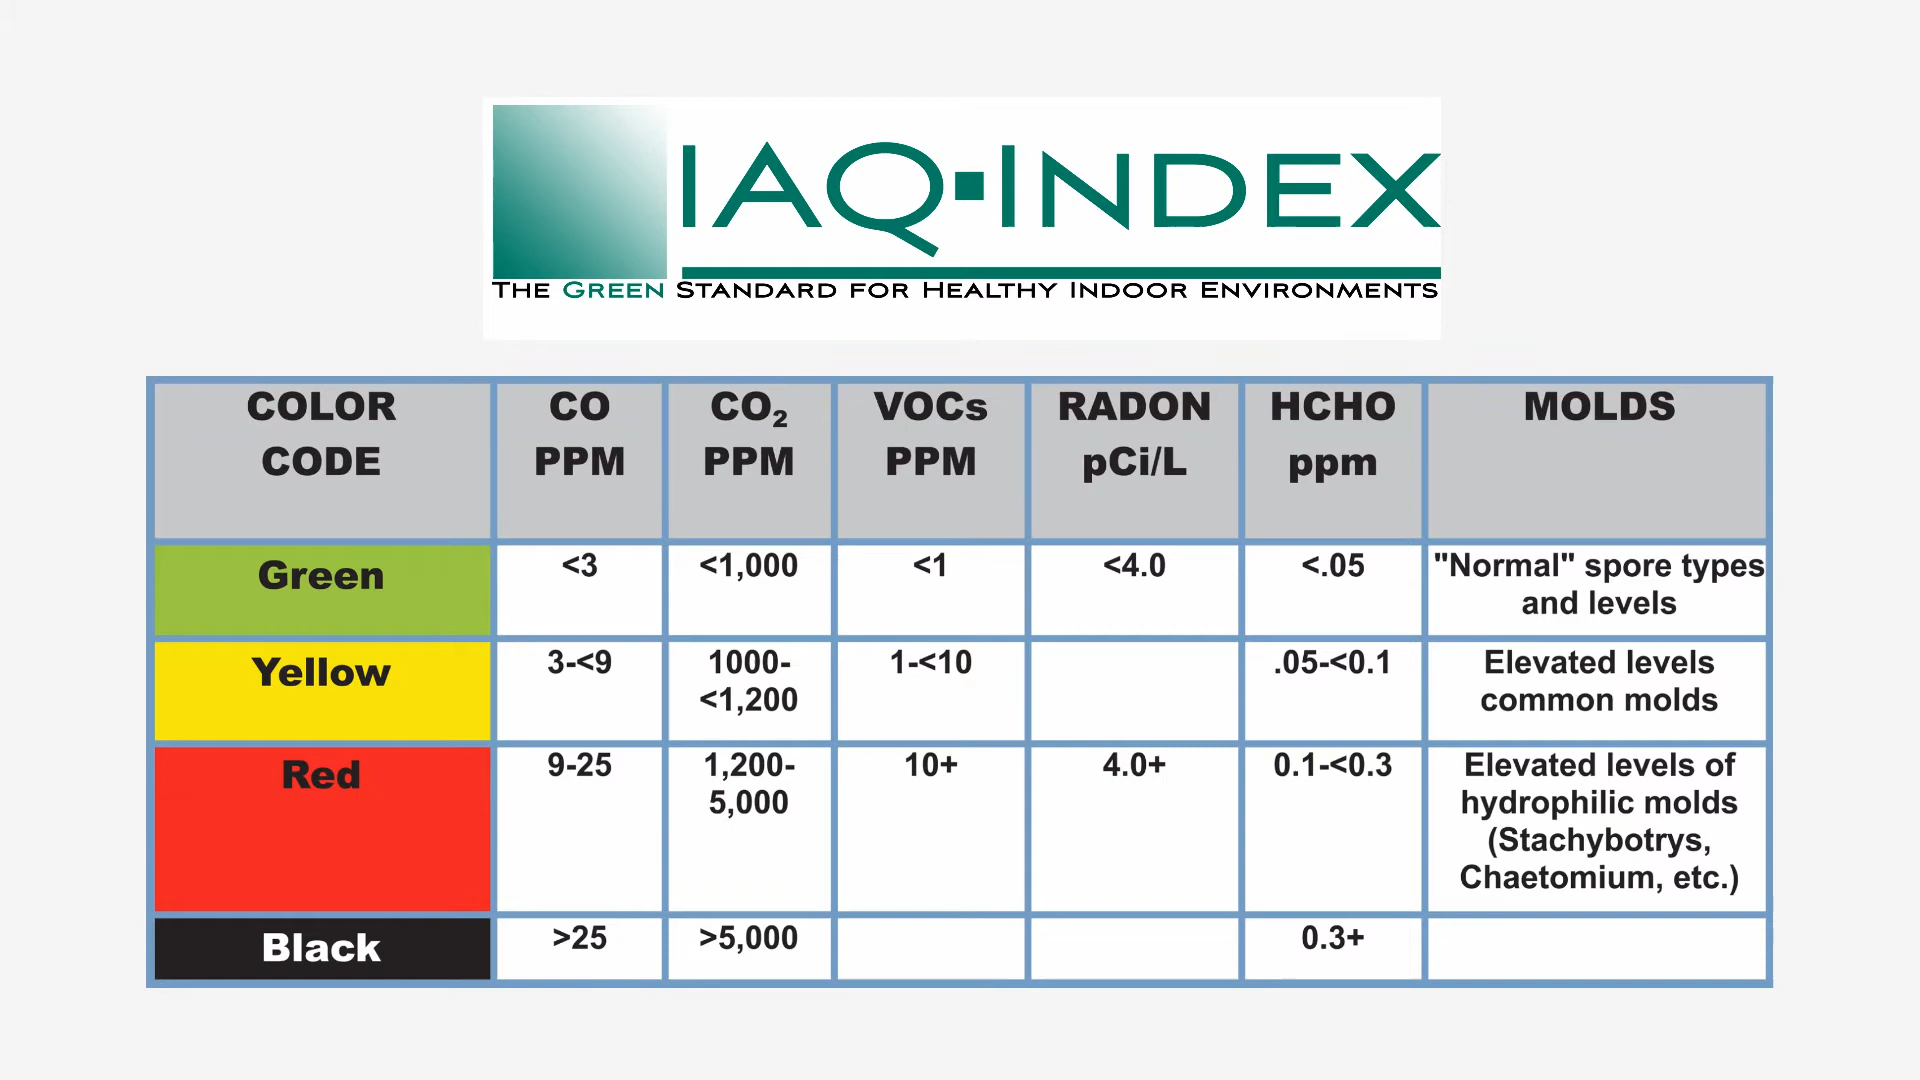 IAQ▪INDEX
THE GREEN STANDARD FOR HEALTHY INDOOR ENVIRONMENTS
COLOR CODE CO PPM CO₂ PPM VOCs PPM RADON pCi/L HCHO ppm MOLDS
Green <3 <1,000 <1 <4.0 <.05 "Normal" spore types and levels
Yellow 3-<9 1000-<1,200 1-<10 .05-<0.1 Elevated levels common molds
Red 9-25 1,200-5,000 10+ 4.0+ 0.1-<0.3 Elevated levels of hydrophilic molds (Stachybotrys, Chaetomium, etc.)
Black >25 >5,000 0.3+